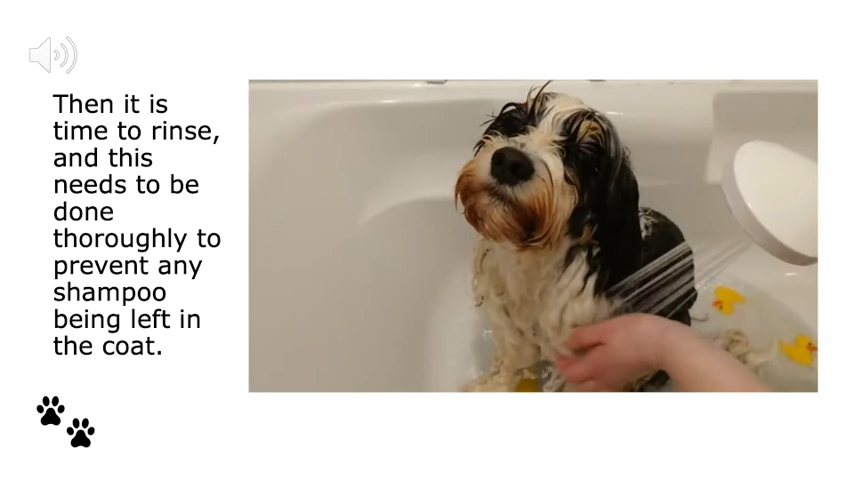 Then it is
time to rinse,
and this
needs to be
done
thoroughly to
prevent any
shampoo
being left in
the coat.